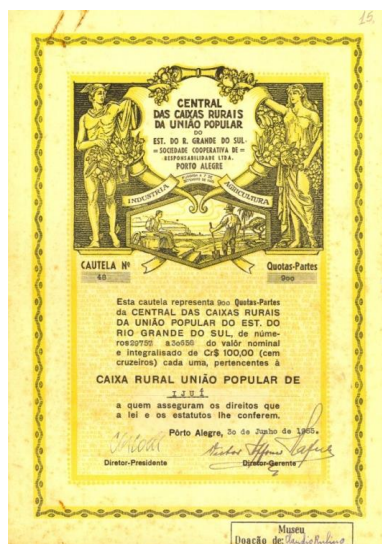 15.
CENTRAL
DAS CAIXAS RURAIS
DA UNIÃO POPULAR
DO
EST. DO R. GRANDE DO SUL
= SOCIEDADE COOPERATIVA DE =
RESPONSABILIDADE LTDA.
PORTO ALEGRE
INDUSTRIA
AGRICULTURA
CAUTELA Nº
Quotas-Partes
46
900
Esta cautela representa 900 Quotas-Partes
da CENTRAL DAS CAIXAS RURAIS
DA UNIÃO POPULAR DO EST. DO
RIO GRANDE DO SUL, de núme-
ros 29752 a 30656 do valôr nominal
e integralisado de Cr$ 100,00 (cem
cruzeiros) cada uma, pertencentes à
CAIXA RURAL UNIÃO POPULAR DE
IJUÍ
a quem asseguram os direitos que
a lei e os estatutos lhe conferem.
Pôrto Alegre, 30 de Junho de 1955.
Diretor-Presidente
Diretor-Gerente
Museu
Doação de: